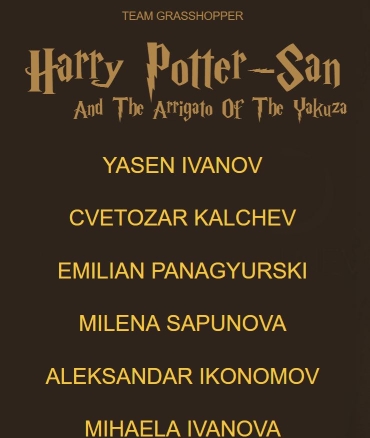 TEAM GRASSHOPPER
Harry Potter-San
And The Arrigato Of The Yakuza
YASEN IVANOV
CVETOZAR KALCHEV
EMILIAN PANAGYURSKI
MILENA SAPUNOVA
ALEKSANDAR IKONOMOV
MIHAELA IVANOVA